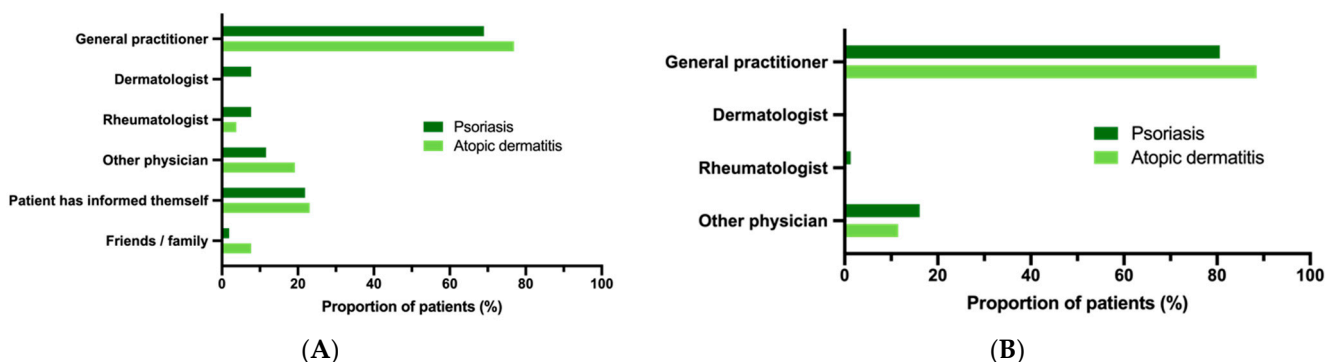 General practitioner
Dermatologist
Rheumatologist
Other physician
Patient has informed themself
Friends / family
Psoriasis
Atopic dermatitis
0 20 40 60 80 100
Proportion of patients (%)
(A)
General practitioner
Dermatologist
Rheumatologist
Other physician
Psoriasis
Atopic dermatitis
0 20 40 60 80 100
Proportion of patients (%)
(B)